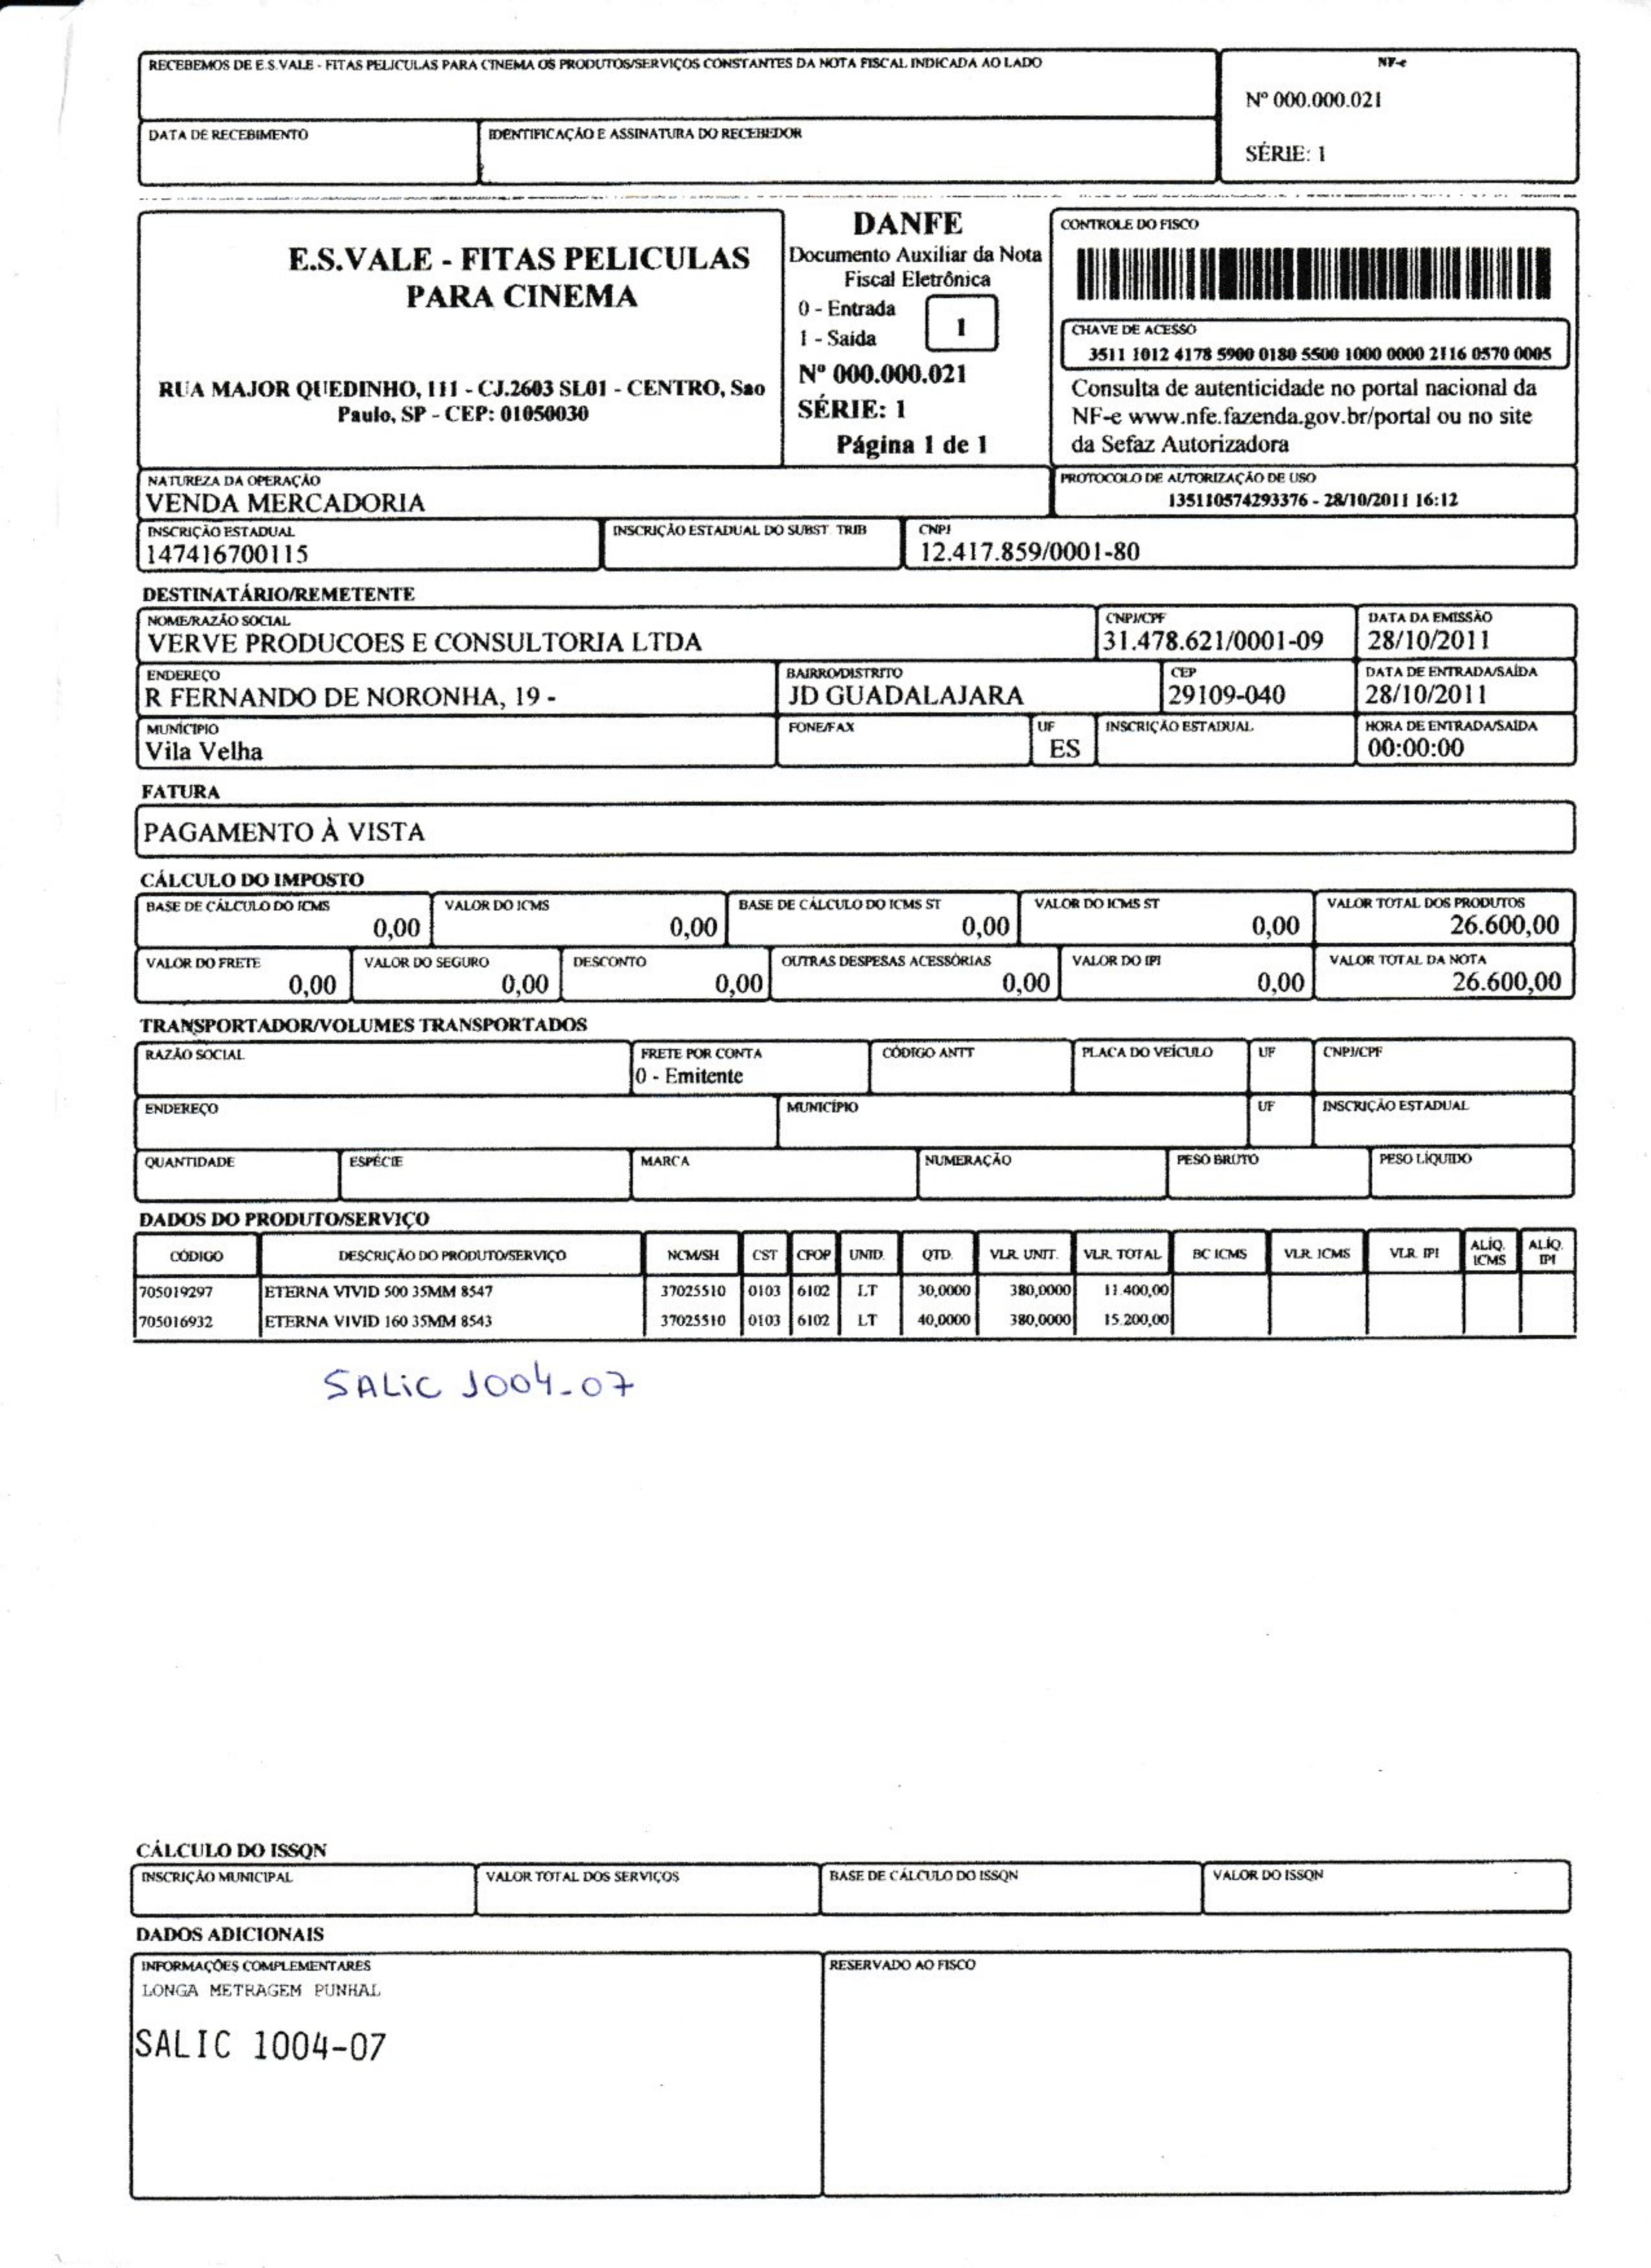 RECEBEMOS DE E.S.VALE - FITAS PELICULAS PARA CINEMA OS PRODUTOS/SERVIÇOS CONSTANTES DA NOTA FISCAL INDICADA AO LADO
NF-e
Nº 000.000.021
SÉRIE: 1
DATA DE RECEBIMENTO
IDENTIFICAÇÃO E ASSINATURA DO RECEBEDOR
E.S.VALE - FITAS PELICULAS
PARA CINEMA
RUA MAJOR QUEDINHO, 111 - CJ.2603 SL01 - CENTRO, Sao
Paulo, SP - CEP: 01050030
DANFE
Documento Auxiliar da Nota
Fiscal Eletrônica
0 - Entrada
1 - Saída
1
Nº 000.000.021
SÉRIE: 1
Página 1 de 1
CONTROLE DO FISCO
CHAVE DE ACESSO
3511 1012 4178 5900 0180 5500 1000 0000 2116 0570 0005
Consulta de autenticidade no portal nacional da
NF-e www.nfe.fazenda.gov.br/portal ou no site
da Sefaz Autorizadora
NATUREZA DA OPERAÇÃO
VENDA MERCADORIA
PROTOCOLO DE AUTORIZAÇÃO DE USO
135110574293376 - 28/10/2011 16:12
INSCRIÇÃO ESTADUAL
147416700115
INSCRIÇÃO ESTADUAL DO SUBST. TRIB
CNPJ
12.417.859/0001-80
DESTINATÁRIO/REMETENTE
NOME/RAZÃO SOCIAL
VERVE PRODUCOES E CONSULTORIA LTDA
CNPJ/CPF
31.478.621/0001-09
DATA DA EMISSÃO
28/10/2011
ENDEREÇO
R FERNANDO DE NORONHA, 19 -
BAIRRO/DISTRITO
JD GUADALAJARA
CEP
29109-040
DATA DE ENTRADA/SAÍDA
28/10/2011
MUNICÍPIO
Vila Velha
FONE/FAX
UF
ES
INSCRIÇÃO ESTADUAL
HORA DE ENTRADA/SAÍDA
00:00:00
FATURA
PAGAMENTO À VISTA
CÁLCULO DO IMPOSTO
BASE DE CÁLCULO DO ICMS
0,00
VALOR DO ICMS
0,00
BASE DE CÁLCULO DO ICMS ST
0,00
VALOR DO ICMS ST
0,00
VALOR TOTAL DOS PRODUTOS
26.600,00
VALOR DO FRETE
0,00
VALOR DO SEGURO
0,00
DESCONTO
0,00
OUTRAS DESPESAS ACESSÓRIAS
0,00
VALOR DO IPI
0,00
VALOR TOTAL DA NOTA
26.600,00
TRANSPORTADOR/VOLUMES TRANSPORTADOS
RAZÃO SOCIAL
FRETE POR CONTA
0 - Emitente
CÓDIGO ANTT
PLACA DO VEÍCULO
UF
CNPJ/CPF
ENDEREÇO
MUNICÍPIO
UF
INSCRIÇÃO ESTADUAL
QUANTIDADE
ESPÉCIE
MARCA
NUMERAÇÃO
PESO BRUTO
PESO LÍQUIDO
DADOS DO PRODUTO/SERVIÇO
CÓDIGO DESCRIÇÃO DO PRODUTO/SERVIÇO NCM/SH CST CFOP UNID. QTD. VLR. UNIT. VLR. TOTAL BC ICMS VLR. ICMS VLR. IPI ALÍQ. ICMS ALÍQ. IPI
705019297 ETERNA VIVID 500 35MM 8547 37025510 0103 6102 LT 30,0000 380,0000 11.400,00
705016932 ETERNA VIVID 160 35MM 8543 37025510 0103 6102 LT 40,0000 380,0000 15.200,00
SALIC 1004-07
CÁLCULO DO ISSQN
INSCRIÇÃO MUNICIPAL
VALOR TOTAL DOS SERVIÇOS
BASE DE CÁLCULO DO ISSQN
VALOR DO ISSQN
DADOS ADICIONAIS
INFORMAÇÕES COMPLEMENTARES
LONGA METRAGEM PUNHAL
SALIC 1004-07
RESERVADO AO FISCO